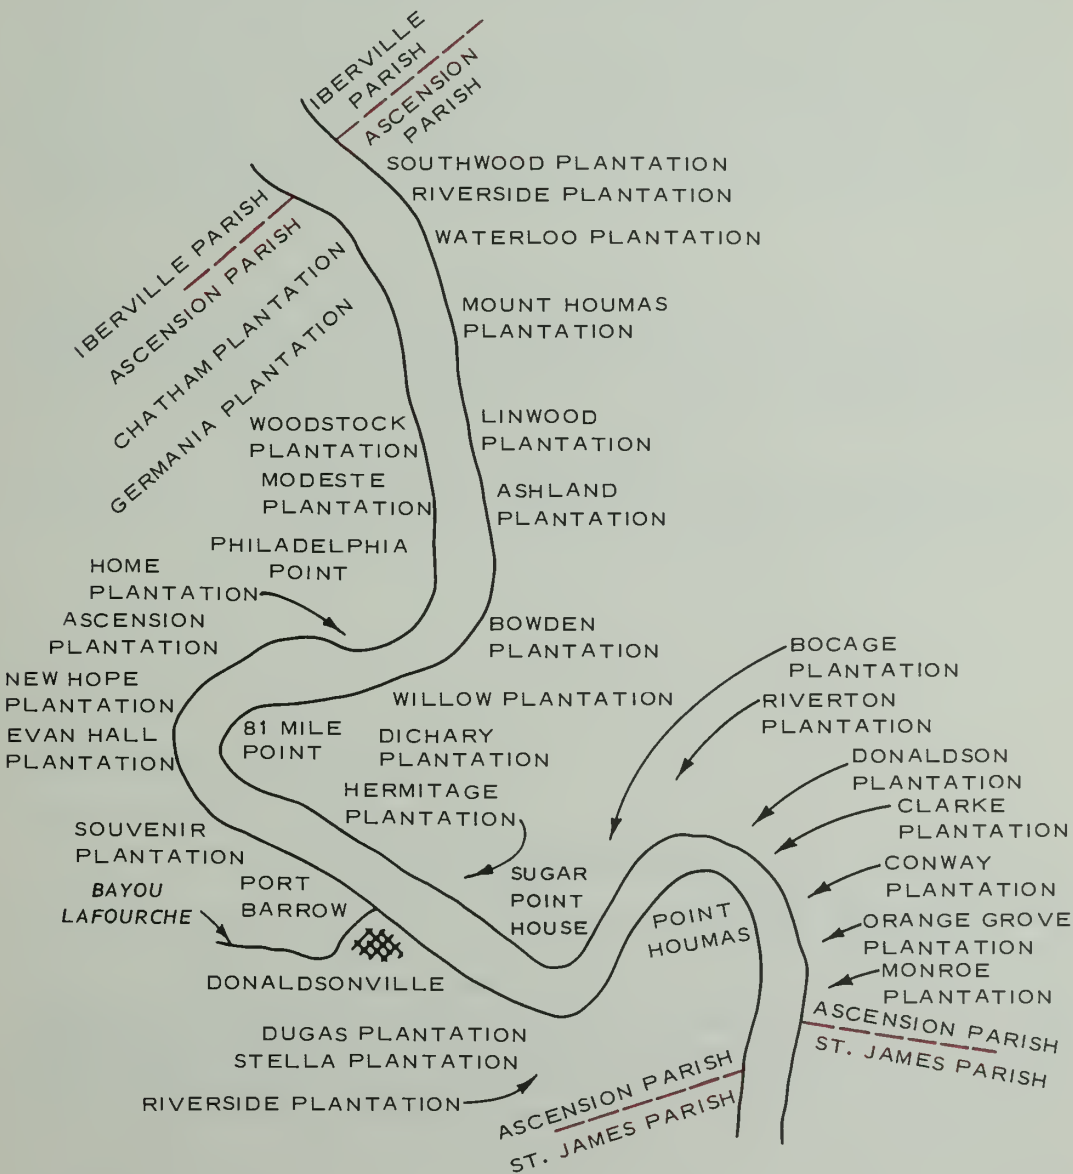 IBERVILLE
PARISH
ASCENSION
PARISH
SOUTHWOOD PLANTATION
RIVERSIDE PLANTATION
WATERLOO PLANTATION
IBERVILLE PARISH
ASCENSION PARISH
CHATHAM PLANTATION
GERMANIA PLANTATION
MOUNT HOUMAS
PLANTATION
WOODSTOCK
PLANTATION
LINWOOD
PLANTATION
MODESTE
PLANTATION
ASHLAND
PLANTATION
PHILADELPHIA
POINT
HOME
PLANTATION
ASCENSION
PLANTATION
BOWDEN
PLANTATION
BOCAGE
PLANTATION
NEW HOPE
PLANTATION
WILLOW PLANTATION
RIVERTON
PLANTATION
EVAN HALL
PLANTATION
81 MILE
POINT
DICHARY
PLANTATION
DONALDSON
PLANTATION
HERMITAGE
PLANTATION
CLARKE
PLANTATION
SOUVENIR
PLANTATION
SUGAR
POINT
HOUSE
CONWAY
PLANTATION
BAYOU
LAFOURCHE
PORT
BARROW
POINT
HOUMAS
ORANGE GROVE
PLANTATION
DONALDSONVILLE
MONROE
PLANTATION
DUGAS PLANTATION
STELLA PLANTATION
RIVERSIDE PLANTATION
ASCENSION PARISH
ST. JAMES PARISH
ASCENSION PARISH
ST. JAMES PARISH